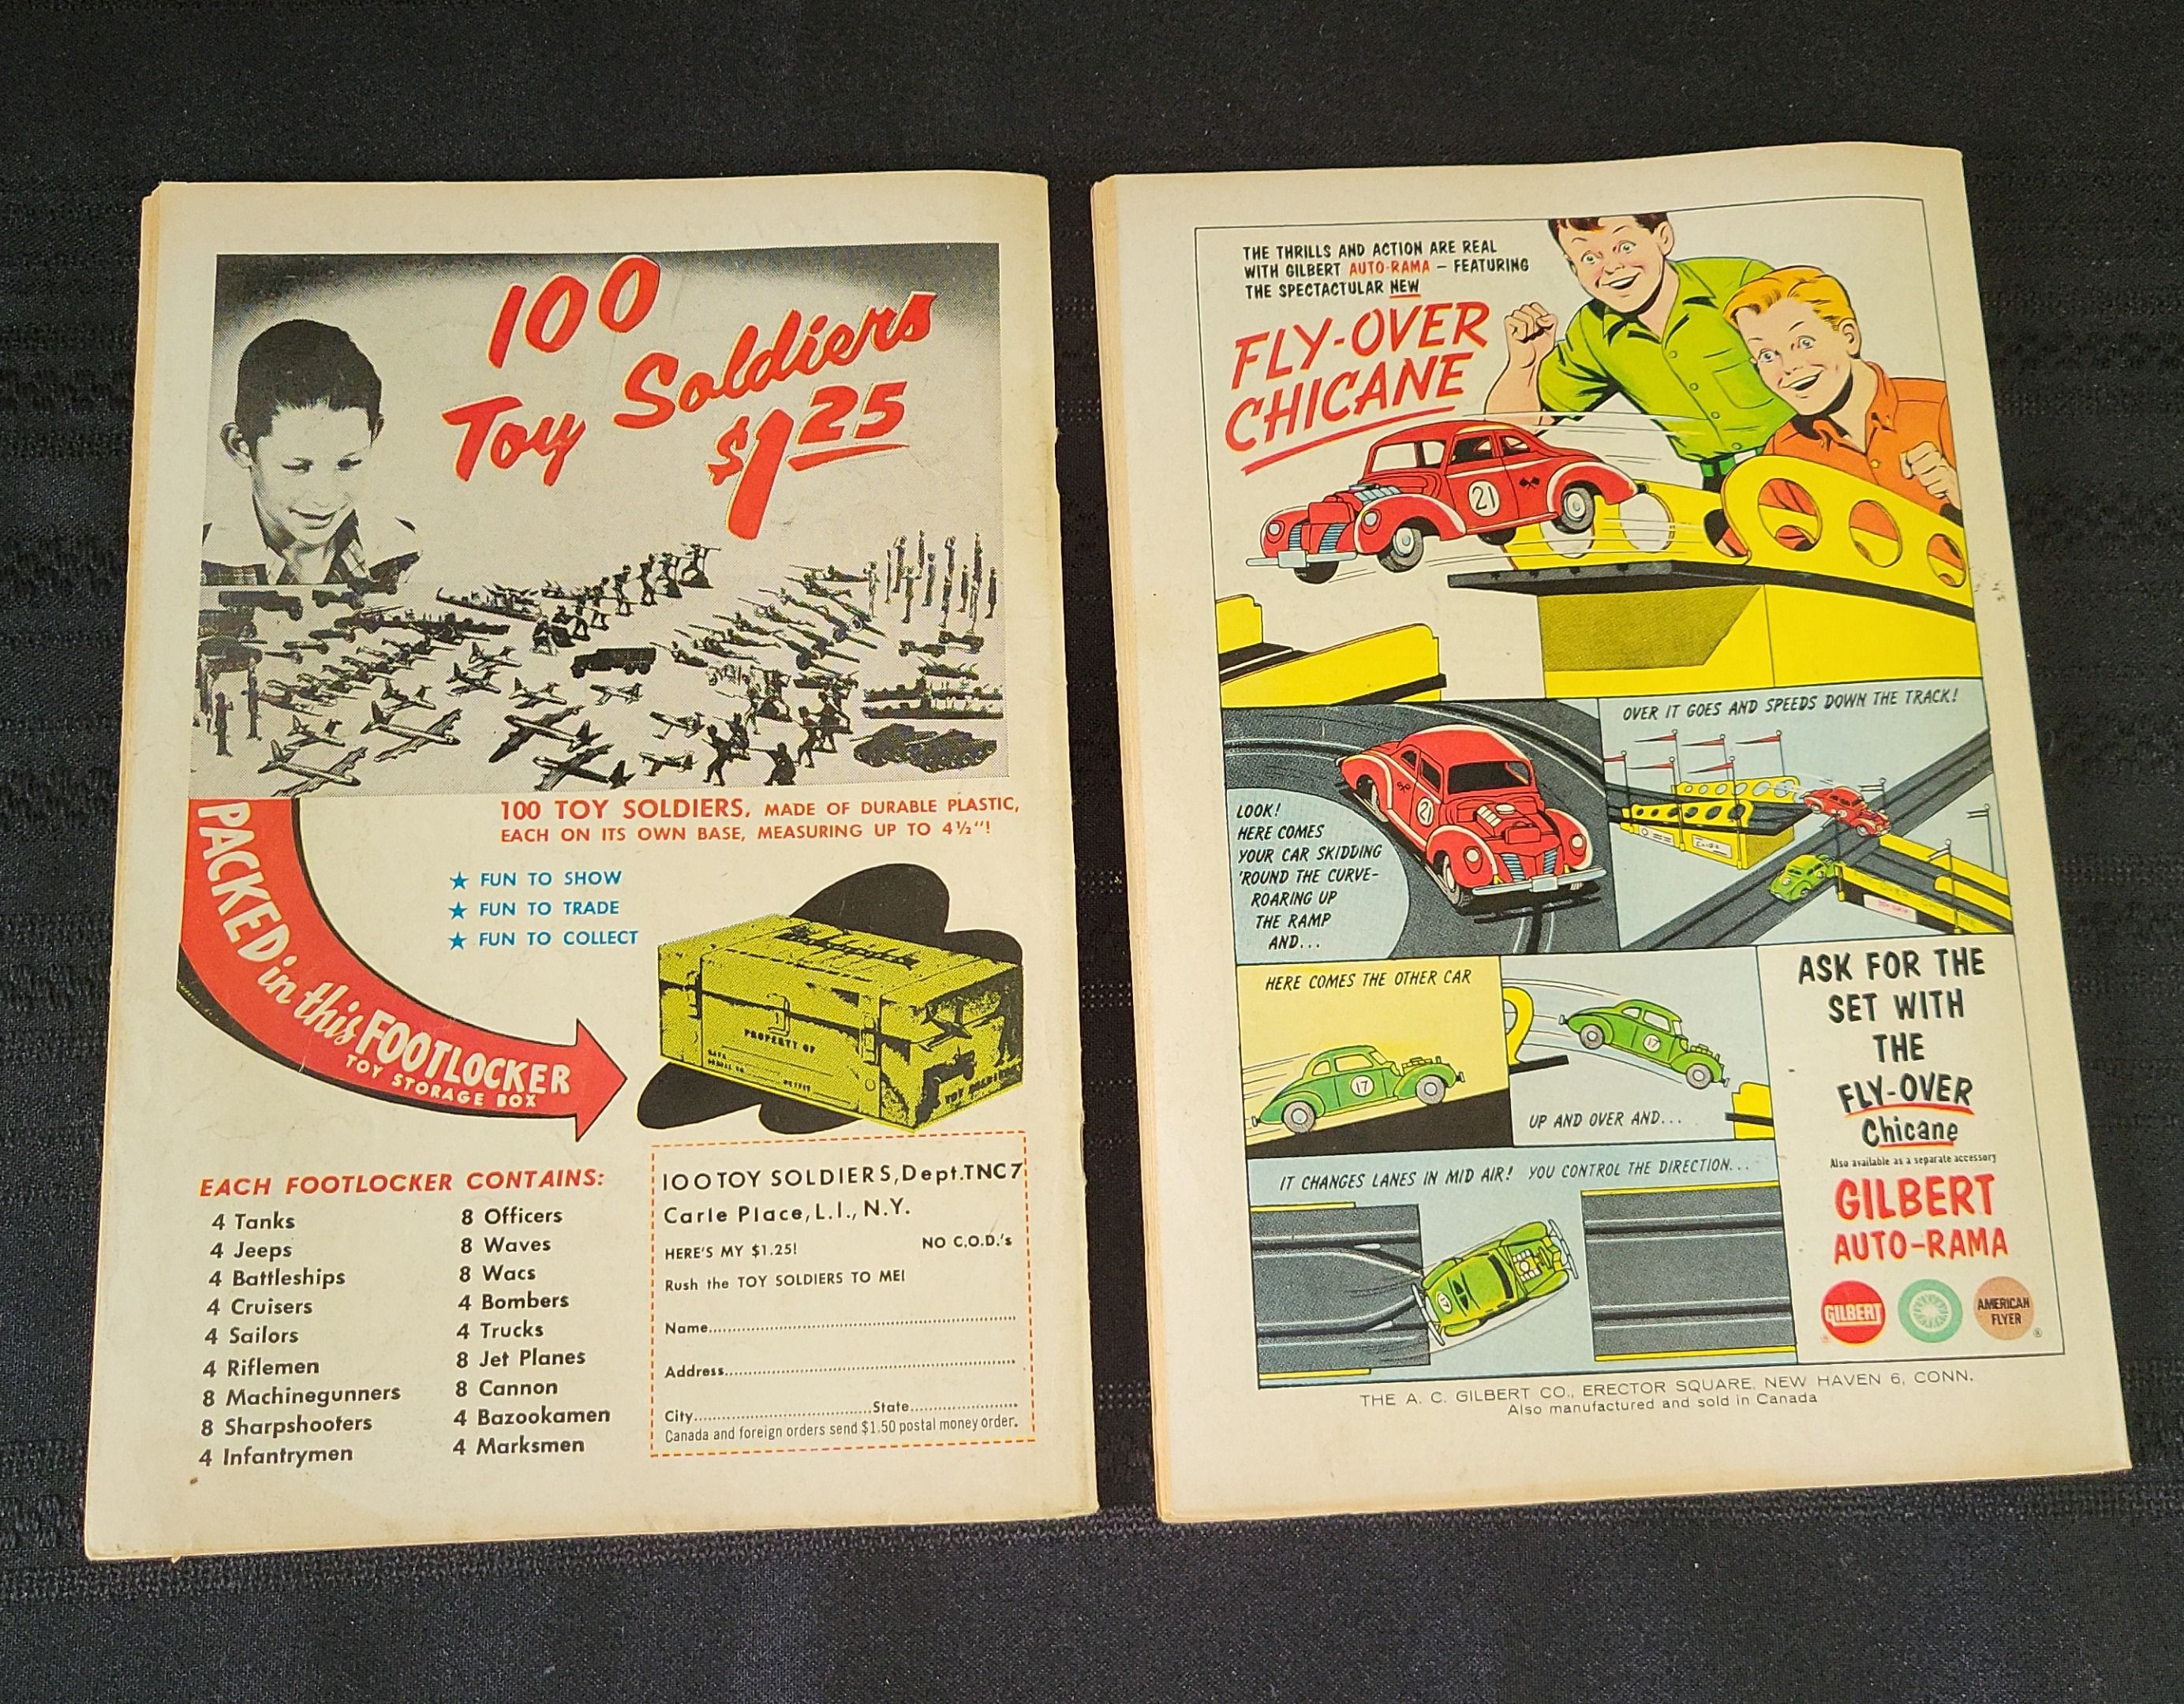 100
Toy Soldiers
$1.25
100 TOY SOLDIERS, MADE OF DURABLE PLASTIC,
EACH ON ITS OWN BASE, MEASURING UP TO 4½"!
★ FUN TO SHOW
★ FUN TO TRADE
★ FUN TO COLLECT
PACKED in this FOOTLOCKER
TOY STORAGE BOX
PROPERTY OF
EACH FOOTLOCKER CONTAINS:
4 Tanks
4 Jeeps
4 Battleships
4 Cruisers
4 Sailors
4 Riflemen
8 Machinegunners
8 Sharpshooters
4 Infantrymen
8 Officers
8 Waves
8 Wacs
4 Bombers
4 Trucks
8 Jet Planes
8 Cannon
4 Bazookamen
4 Marksmen
100 TOY SOLDIERS, Dept. TNC7
Carle Place, L.I., N.Y.
HERE'S MY $1.25! NO C.O.D.'s
Rush the TOY SOLDIERS TO ME!
Name
Address
City State
Canada and foreign orders send $1.50 postal money order.
THE THRILLS AND ACTION ARE REAL
WITH GILBERT AUTO-RAMA – FEATURING
THE SPECTACTULAR NEW
FLY-OVER
CHICANE
21
LOOK!
HERE COMES
YOUR CAR SKIDDING
'ROUND THE CURVE-
ROARING UP
THE RAMP
AND...
21
OVER IT GOES AND SPEEDS DOWN THE TRACK!
HERE COMES THE OTHER CAR
17
17
UP AND OVER AND...
IT CHANGES LANES IN MID AIR! YOU CONTROL THE DIRECTION...
17
ASK FOR THE
SET WITH
THE
FLY-OVER
Chicane
Also available as a separate accessory
GILBERT
AUTO-RAMA
GILBERT
AMERICAN
FLYER
THE A. C. GILBERT CO., ERECTOR SQUARE, NEW HAVEN 6, CONN.
Also manufactured and sold in Canada